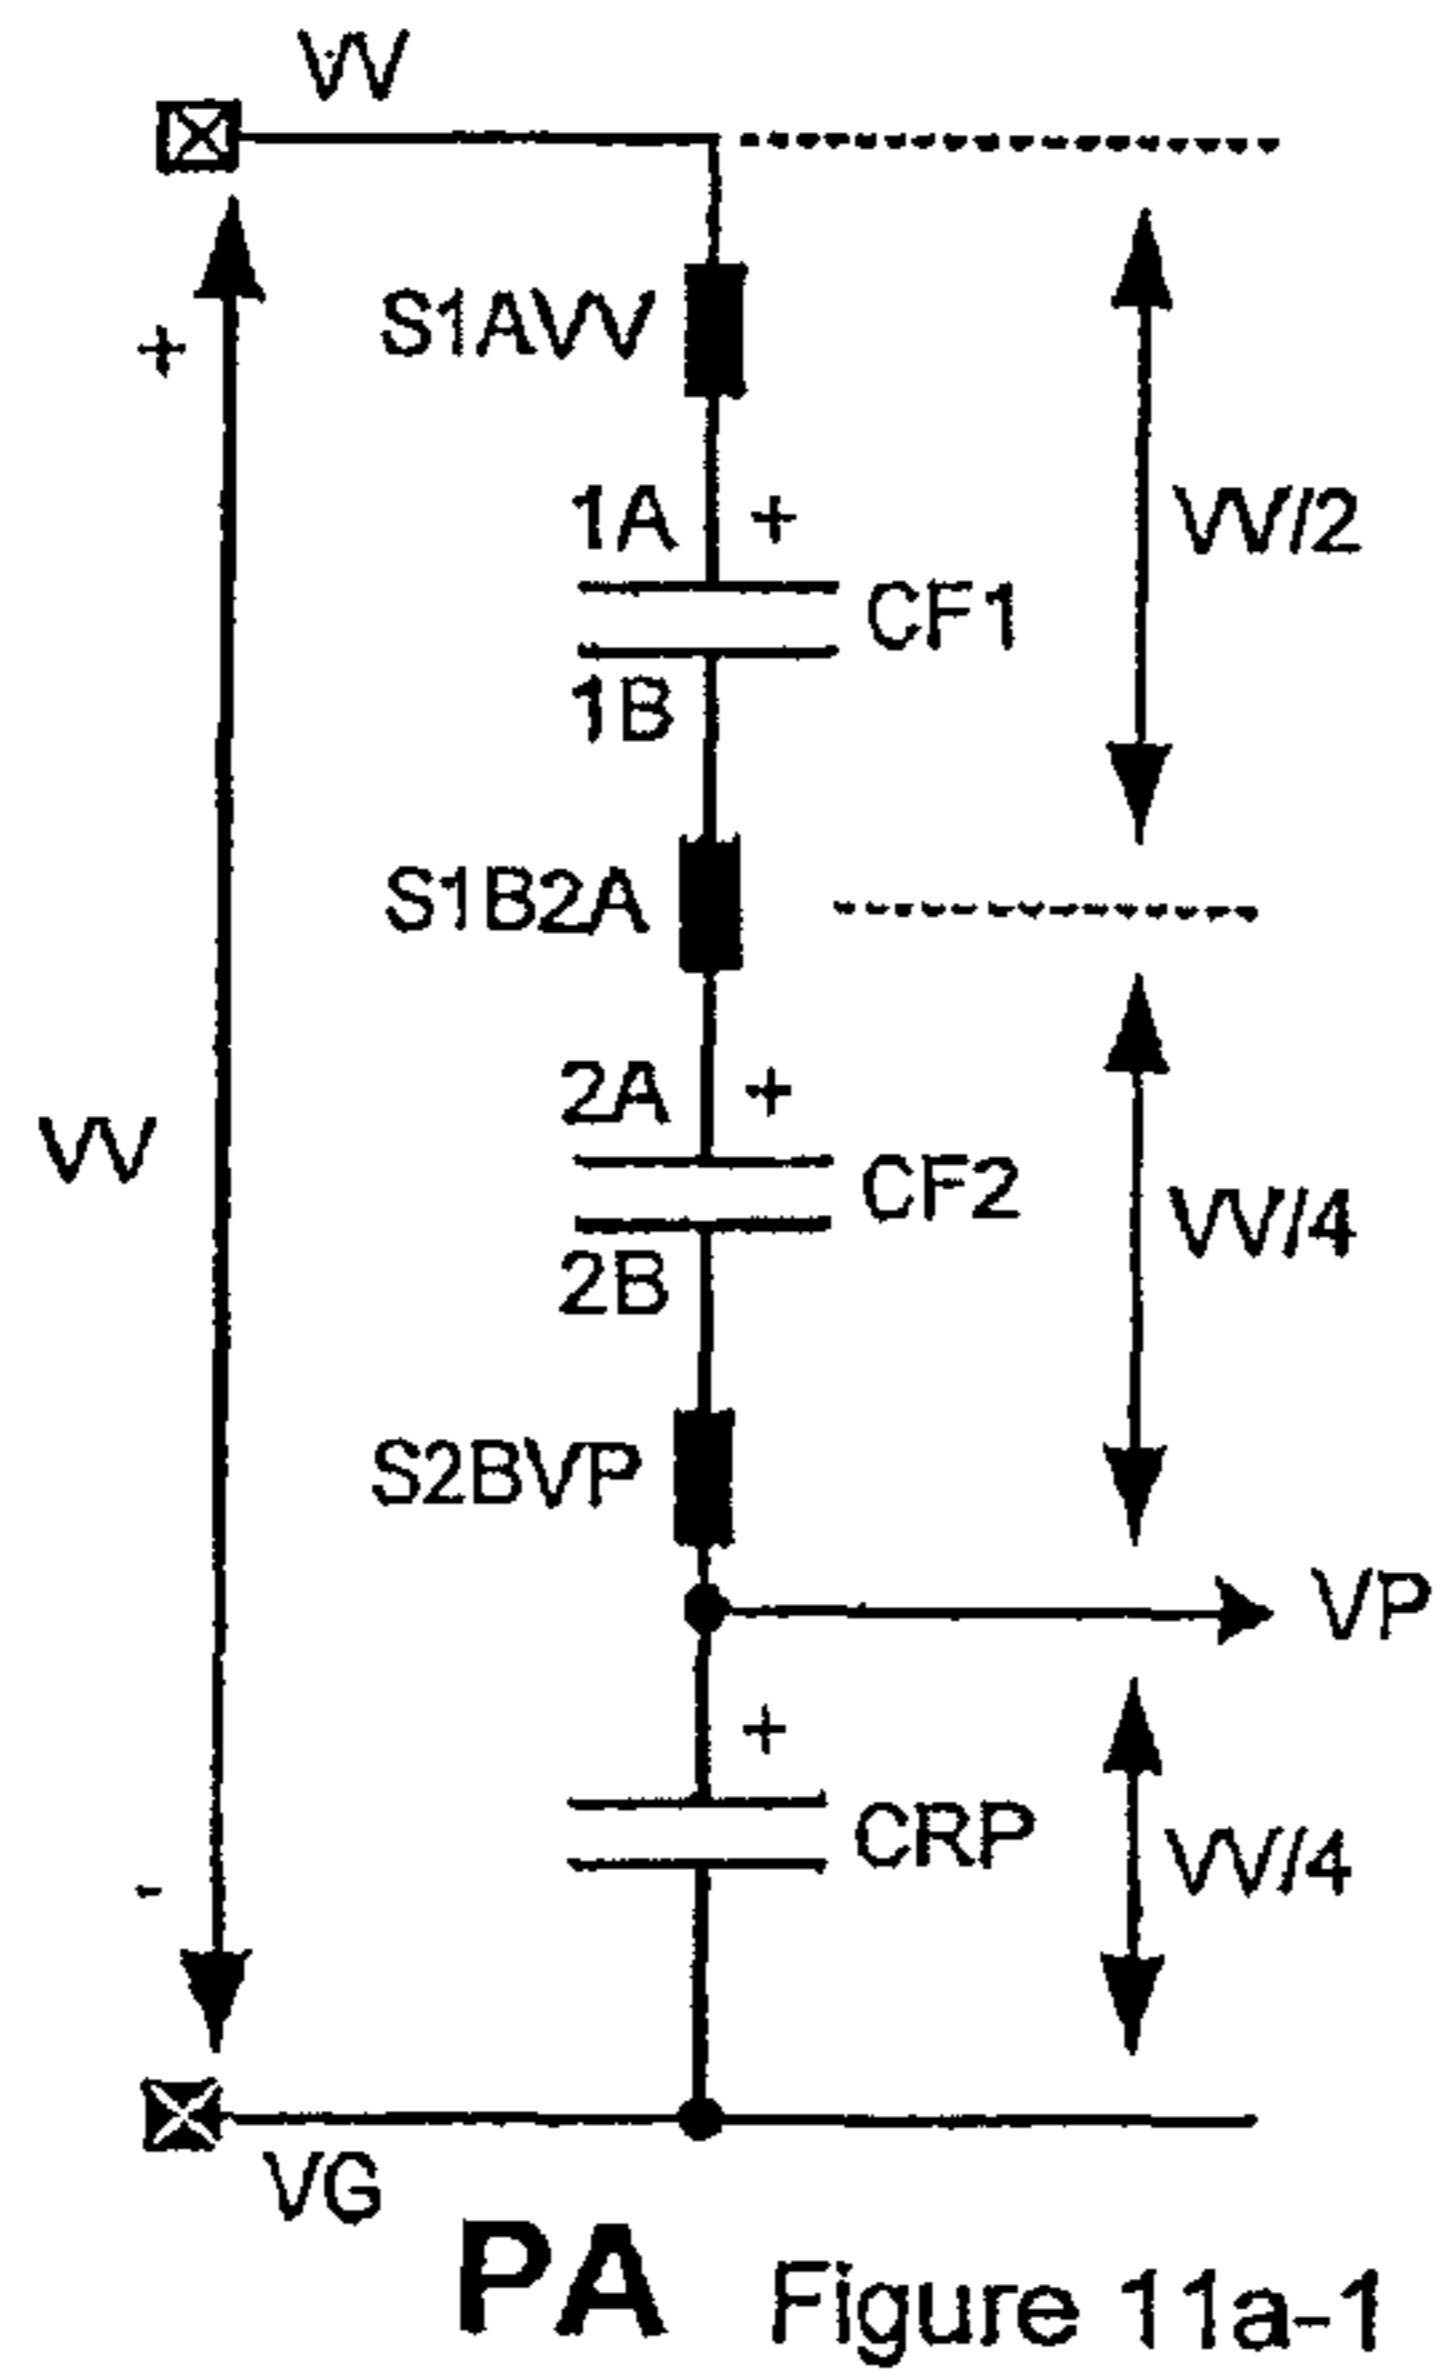 VV
+
S1AVV
1A +
VV/2
CF1
1B
S1B2A
2A +
VV
CF2
VV/4
2B
S2BVP
VP
+
CRP
VV/4
-
VG
PA Figure 11a-1